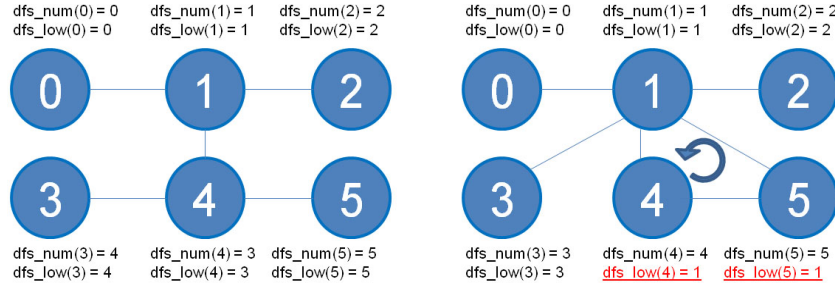 dfs_num(0) = 0 dfs_num(1) = 1 dfs_num(2) = 2 dfs_num(0) = 0 dfs_num(1) = 1 dfs_num(2) = 2
dfs_low(0) = 0 dfs_low(1) = 1 dfs_low(2) = 2 dfs_low(0) = 0 dfs_low(1) = 1 dfs_low(2) = 2
0 1 2 0 1 2
3 4 5 3 4 5
dfs_num(3) = 4 dfs_num(4) = 3 dfs_num(5) = 5 dfs_num(3) = 3 dfs_num(4) = 4 dfs_num(5) = 5
dfs_low(3) = 4 dfs_low(4) = 3 dfs_low(5) = 5 dfs_low(3) = 3 dfs_low(4) = 1 dfs_low(5) = 1